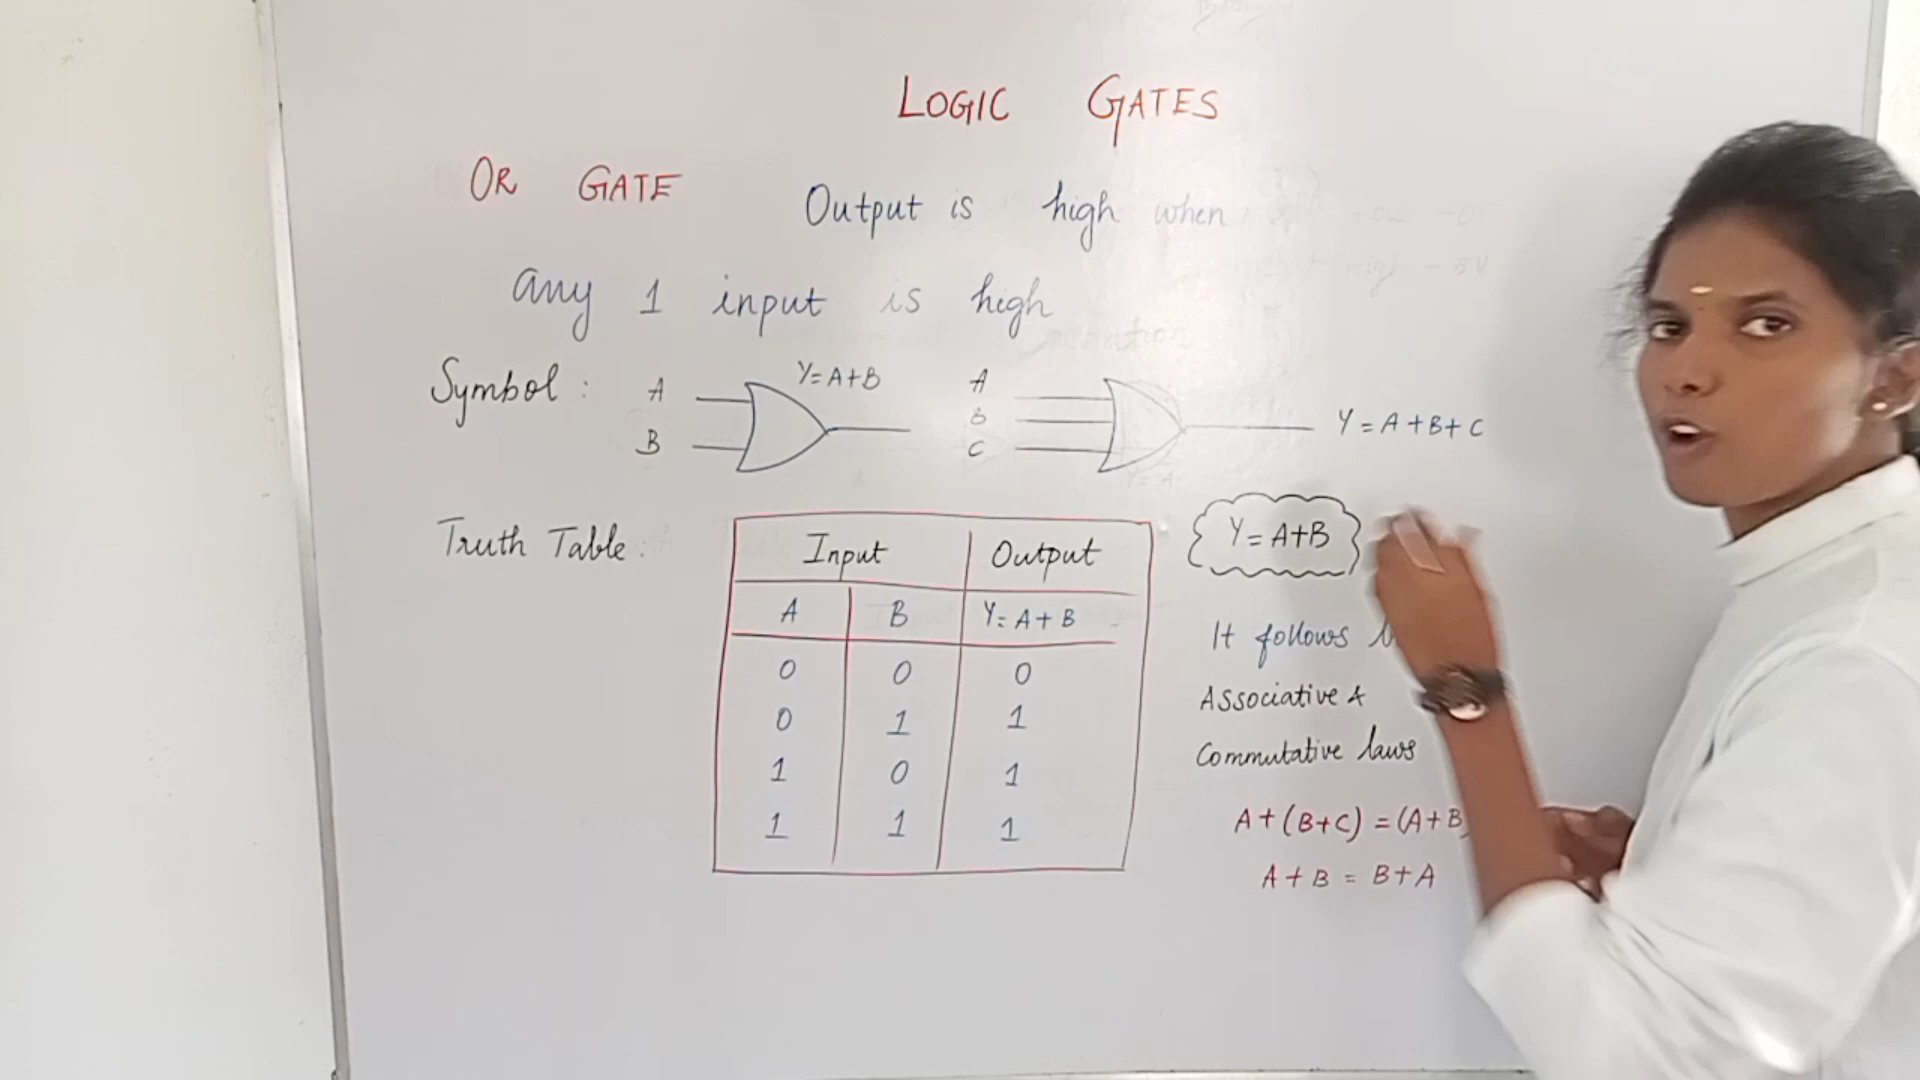 LOGIC GATES
OR GATE Output is high when
any 1 input is high
Symbol : A B Y=A+B A B C Y=A+B+C
Truth Table :
Input Output
A B Y=A+B
0 0 0
0 1 1
1 0 1
1 1 1
Y=A+B
It follows
Associative &
Commutative laws
A+(B+C)=(A+B)
A+B=B+A